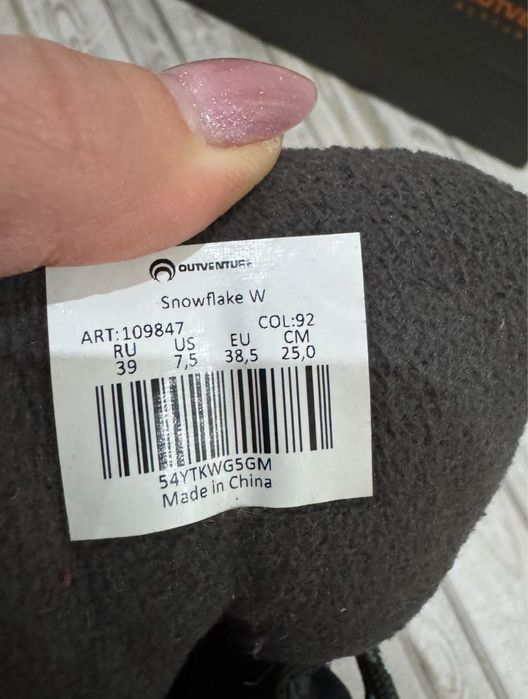 OUTVENTURE
Snowflake W
ART:109847 COL:92
RU US EU CM
39 7,5 38,5 25,0
54YTKWG5GM
Made in China